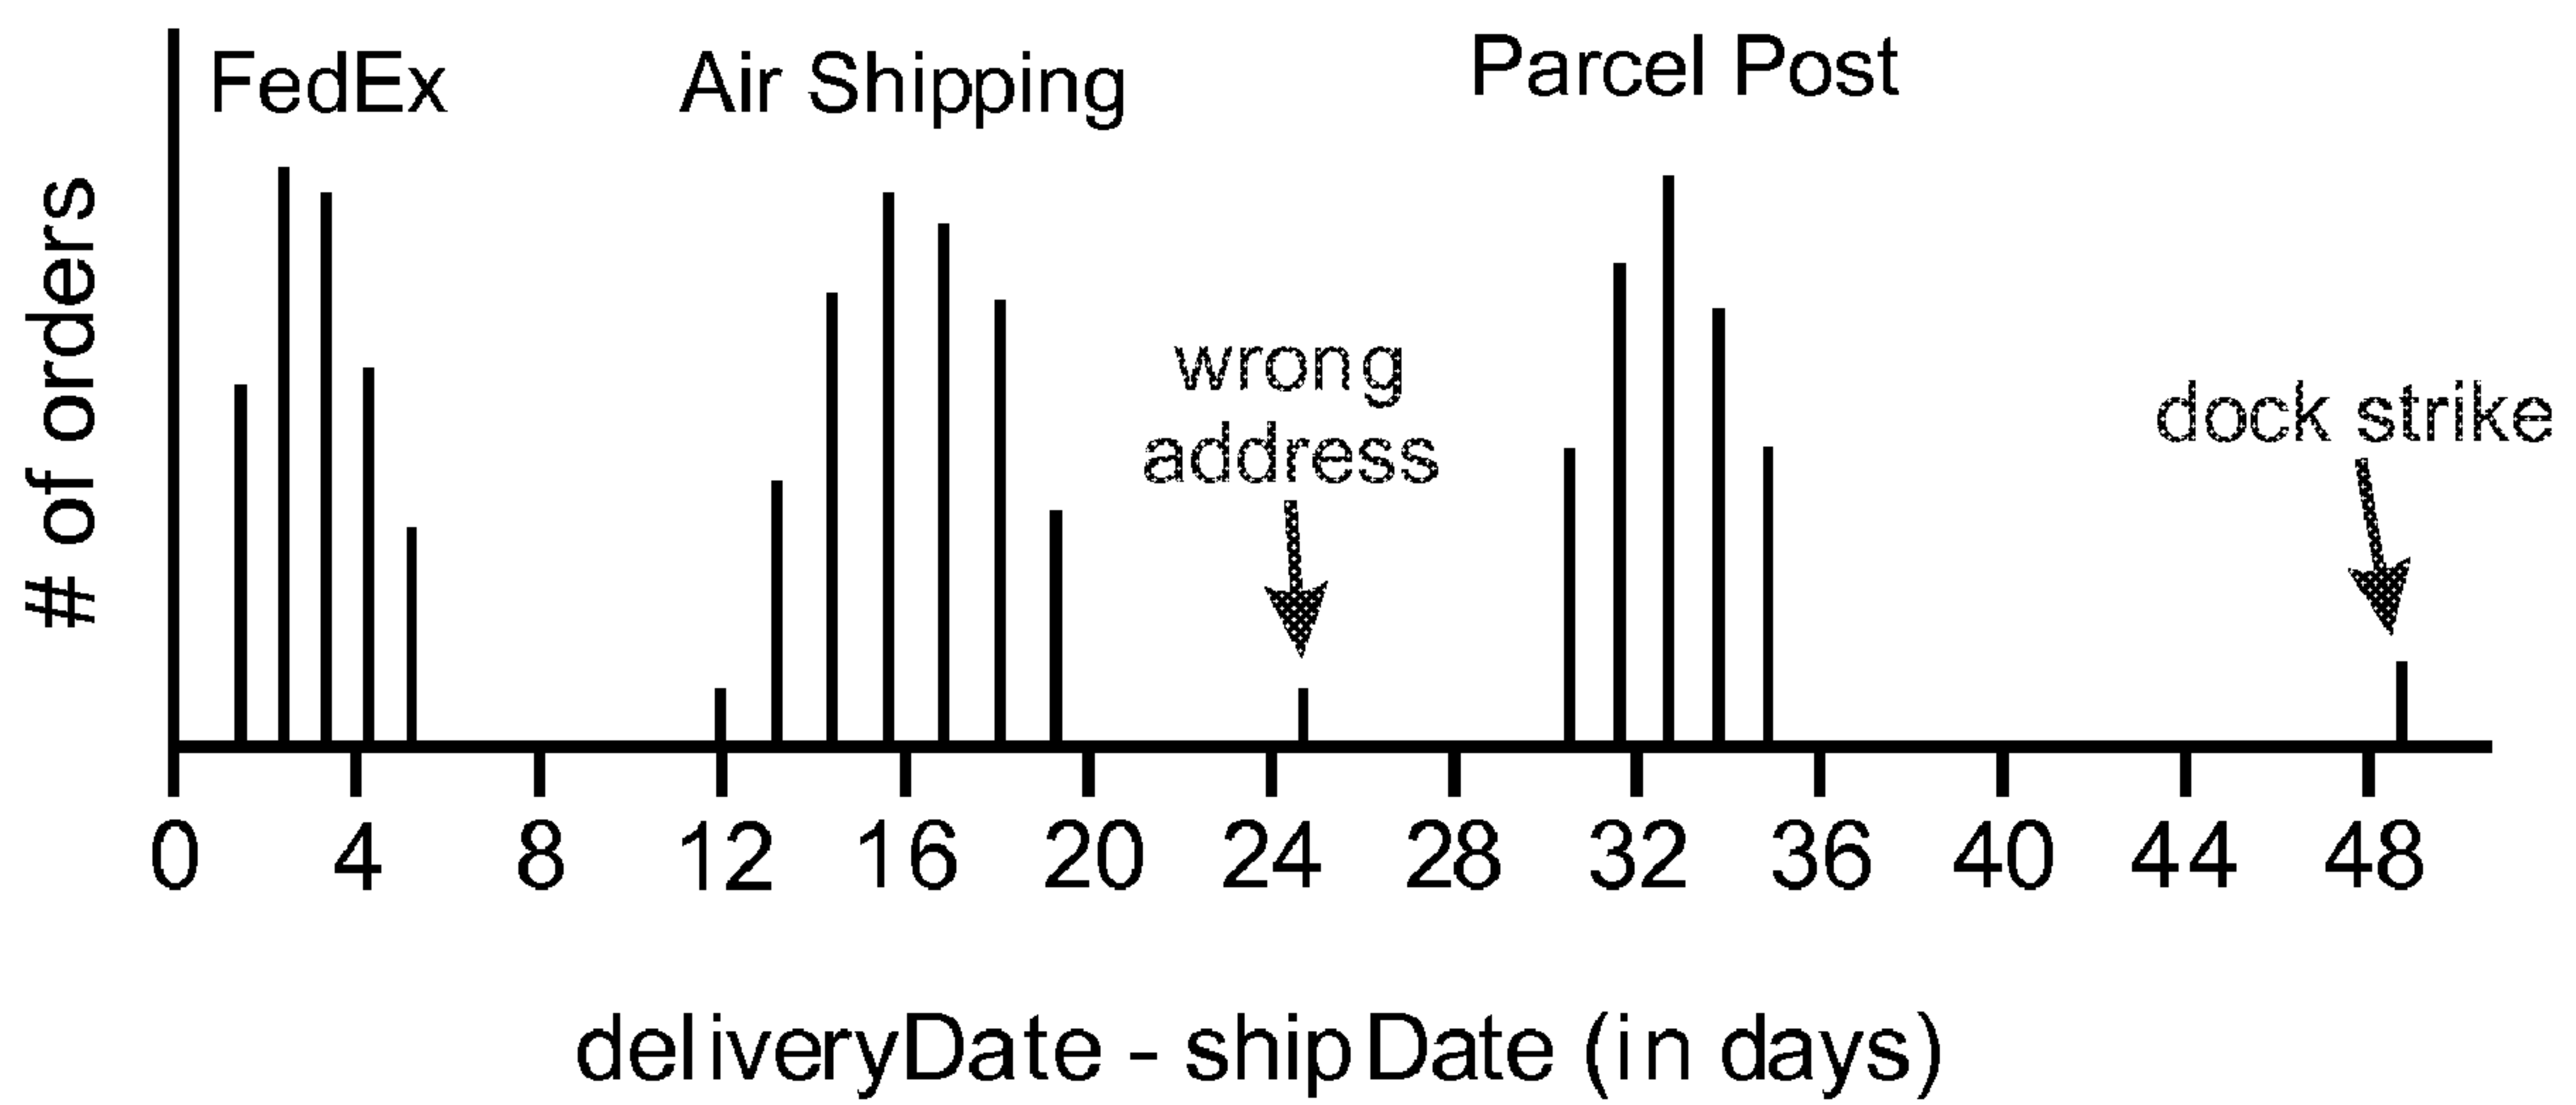 FedEx
Air Shipping
Parcel Post
# of orders
wrong
address
dock strike
0 4 8 12 16 20 24 28 32 36 40 44 48
deliveryDate - shipDate (in days)